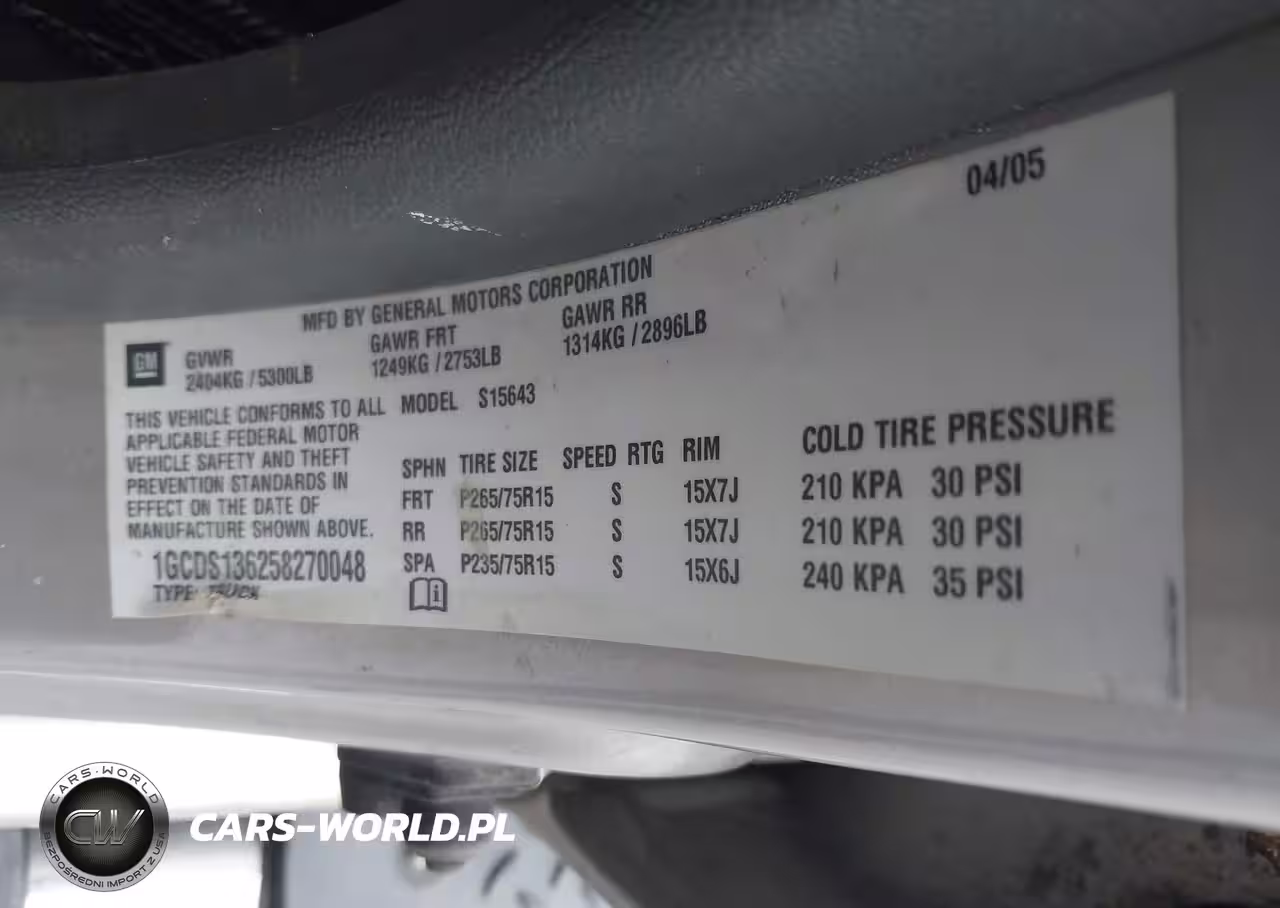 04/05
MFD BY GENERAL MOTORS CORPORATION
GM
GVWR GAWR FRT GAWR RR
2404KG / 5300LB 1249KG / 2753LB 1314KG / 2896LB
THIS VEHICLE CONFORMS TO ALL
APPLICABLE FEDERAL MOTOR
VEHICLE SAFETY AND THEFT
PREVENTION STANDARDS IN
EFFECT ON THE DATE OF
MANUFACTURE SHOWN ABOVE.
1GCDS136258270048
TYPE: TRUCK
MODEL S15643
SPHN TIRE SIZE SPEED RTG RIM COLD TIRE PRESSURE
FRT P265/75R15 S 15X7J 210 KPA 30 PSI
RR P265/75R15 S 15X7J 210 KPA 30 PSI
SPA P235/75R15 S 15X6J 240 KPA 35 PSI
CARS-WORLD
CW
BEZPOŚREDNI IMPORT Z USA
CARS-WORLD.PL